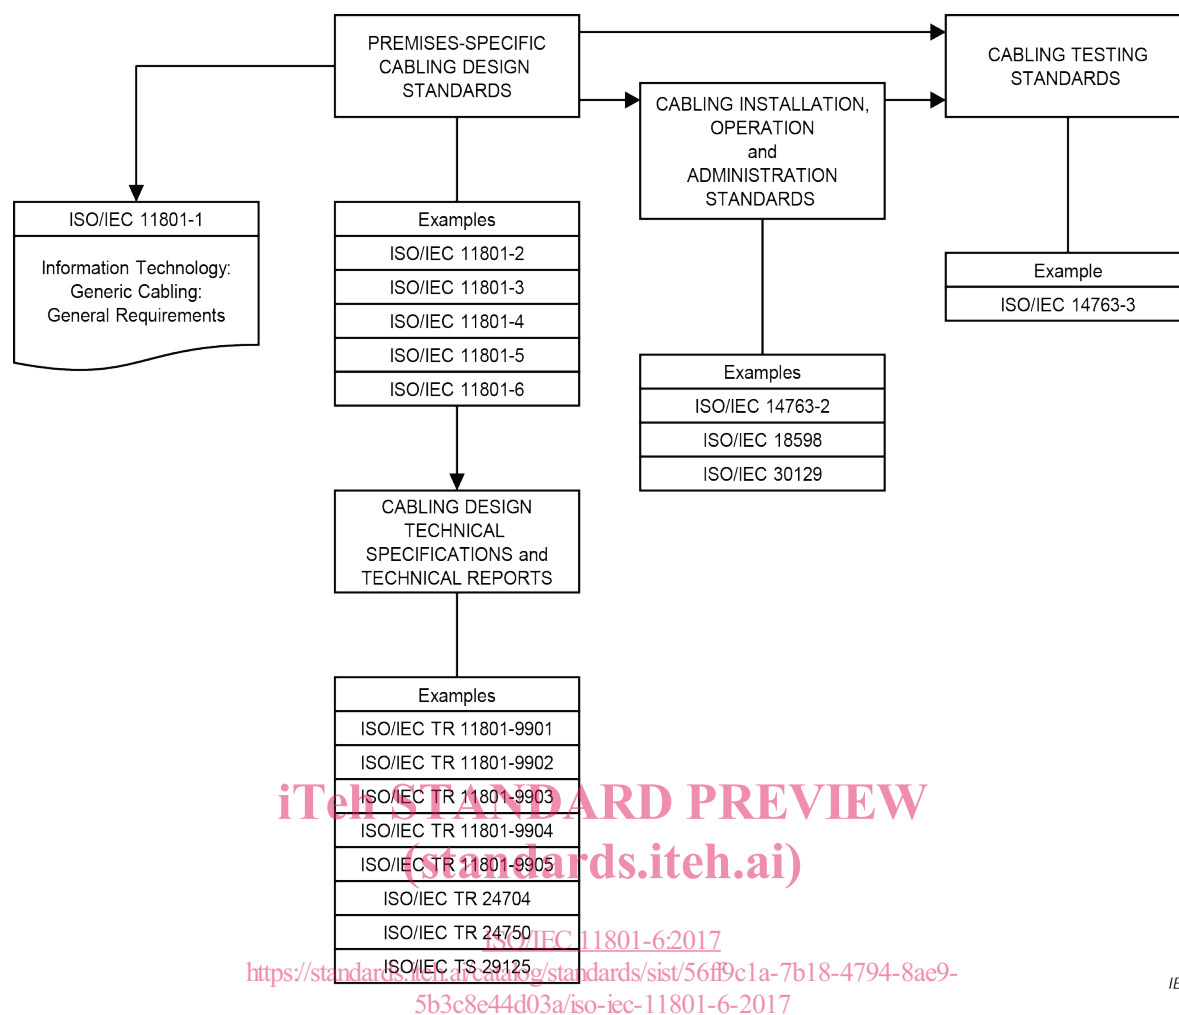 PREMISES-SPECIFIC
CABLING DESIGN
STANDARDS
CABLING TESTING
STANDARDS
CABLING INSTALLATION,
OPERATION
and
ADMINISTRATION
STANDARDS
ISO/IEC 11801-1
Information Technology:
Generic Cabling:
General Requirements
Examples
ISO/IEC 11801-2
ISO/IEC 11801-3
ISO/IEC 11801-4
ISO/IEC 11801-5
ISO/IEC 11801-6
Example
ISO/IEC 14763-3
Examples
ISO/IEC 14763-2
ISO/IEC 18598
ISO/IEC 30129
CABLING DESIGN
TECHNICAL
SPECIFICATIONS and
TECHNICAL REPORTS
Examples
ISO/IEC TR 11801-9901
ISO/IEC TR 11801-9902
ISO/IEC TR 11801-9903
ISO/IEC TR 11801-9904
ISO/IEC TR 11801-9905
ISO/IEC TR 24704
ISO/IEC TR 24750
ISO/IEC TS 29125
iTeh STANDARD PREVIEW
(standards.iteh.ai)
ISO/IEC 11801-6:2017
https://standards.iteh.ai/catalog/standards/sist/56ff9c1a-7b18-4794-8ae9-
5b3c8e44d03a/iso-iec-11801-6-2017